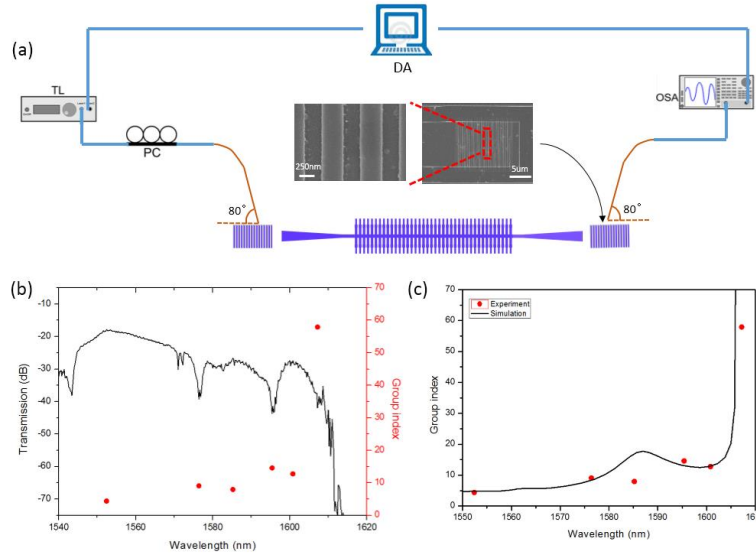 (a)
DA
TL
OSA
PC
250nm
5um
80°
80°
(b)
Transmission (dB)
-10
-20
-30
-40
-50
-60
-70
70
60
50
40
30
20
10
0
Group index
1540
1560
1580
1600
1620
Wavelength (nm)
(c)
Experiment
Simulation
Group index
70
60
50
40
30
20
10
0
1550
1560
1570
1580
1590
1600
Wavelength (nm)